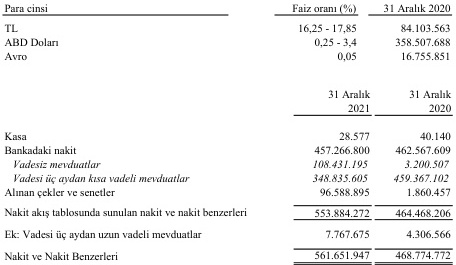 Para cinsi Faiz oranı (%) 31 Aralık 2020
TL 16,25 - 17,85 84.103.563
ABD Doları 0,25 - 3,4 358.507.688
Avro 0,05 16.755.851
31 Aralık 31 Aralık
2021 2020
Kasa 28.577 40.140
Bankadaki nakit 457.266.800 462.567.609
Vadesiz mevduatlar 108.431.195 3.200.507
Vadesi üç aydan kısa vadeli mevduatlar 348.835.605 459.367.102
Alınan çekler ve senetler 96.588.895 1.860.457
Nakit akış tablosunda sunulan nakit ve nakit benzerleri 553.884.272 464.468.206
Ek: Vadesi üç aydan uzun vadeli mevduatlar 7.767.675 4.306.566
Nakit ve Nakit Benzerleri 561.651.947 468.774.772